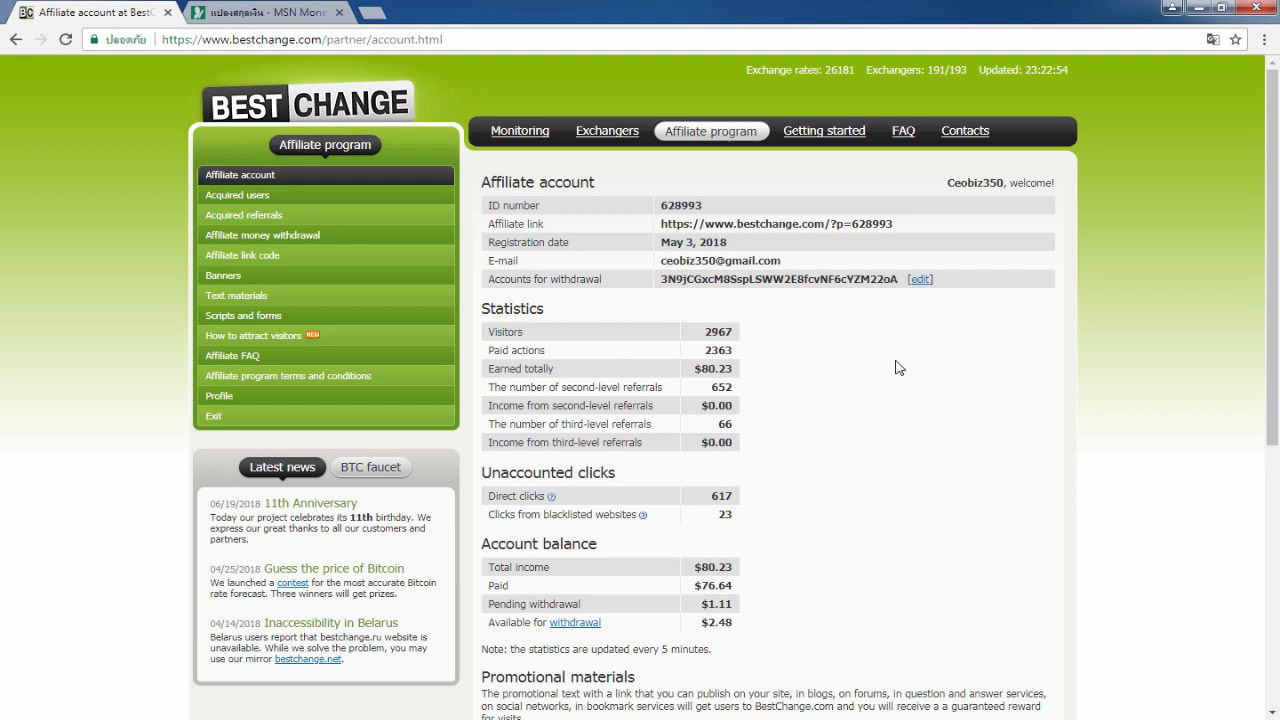 Affiliate account at BestC
แปลงสกุลเงิน - MSN Mone
ปลอดภัย
https://www.bestchange.com/partner/account.html
Exchange rates: 26181 Exchangers: 191/193 Updated: 23:22:54
BEST CHANGE
Monitoring Exchangers Affiliate program Getting started FAQ Contacts
Affiliate program
Affiliate account
Acquired users
Acquired referrals
Affiliate money withdrawal
Affiliate link code
Banners
Text materials
Scripts and forms
How to attract visitors NEW
Affiliate FAQ
Affiliate program terms and conditions
Profile
Exit
Latest news BTC faucet
06/19/2018 11th Anniversary
Today our project celebrates its 11th birthday. We
express our great thanks to all our customers and
partners.
04/25/2018 Guess the price of Bitcoin
We launched a contest for the most accurate Bitcoin
rate forecast. Three winners will get prizes.
04/14/2018 Inaccessibility in Belarus
Belarus users report that bestchange.ru website is
unavailable. While we solve the problem, you may
use our mirror bestchange.net.
Affiliate account
Ceobiz350, welcome!
ID number 628993
Affiliate link https://www.bestchange.com/?p=628993
Registration date May 3, 2018
E-mail ceobiz350@gmail.com
Accounts for withdrawal 3N9jCGxcM8SspLSWW2E8fcvNF6cYZM22oA [edit]
Statistics
Visitors 2967
Paid actions 2363
Earned totally $80.23
The number of second-level referrals 652
Income from second-level referrals $0.00
The number of third-level referrals 66
Income from third-level referrals $0.00
Unaccounted clicks
Direct clicks 617
Clicks from blacklisted websites 23
Account balance
Total income $80.23
Paid $76.64
Pending withdrawal $1.11
Available for withdrawal $2.48
Note: the statistics are updated every 5 minutes.
Promotional materials
The promotional text with a link that you can publish on your site, in blogs, on forums, in question and answer services,
on social networks, in bookmark services will get users to BestChange.com and you will receive a a guaranteed reward
for visits.